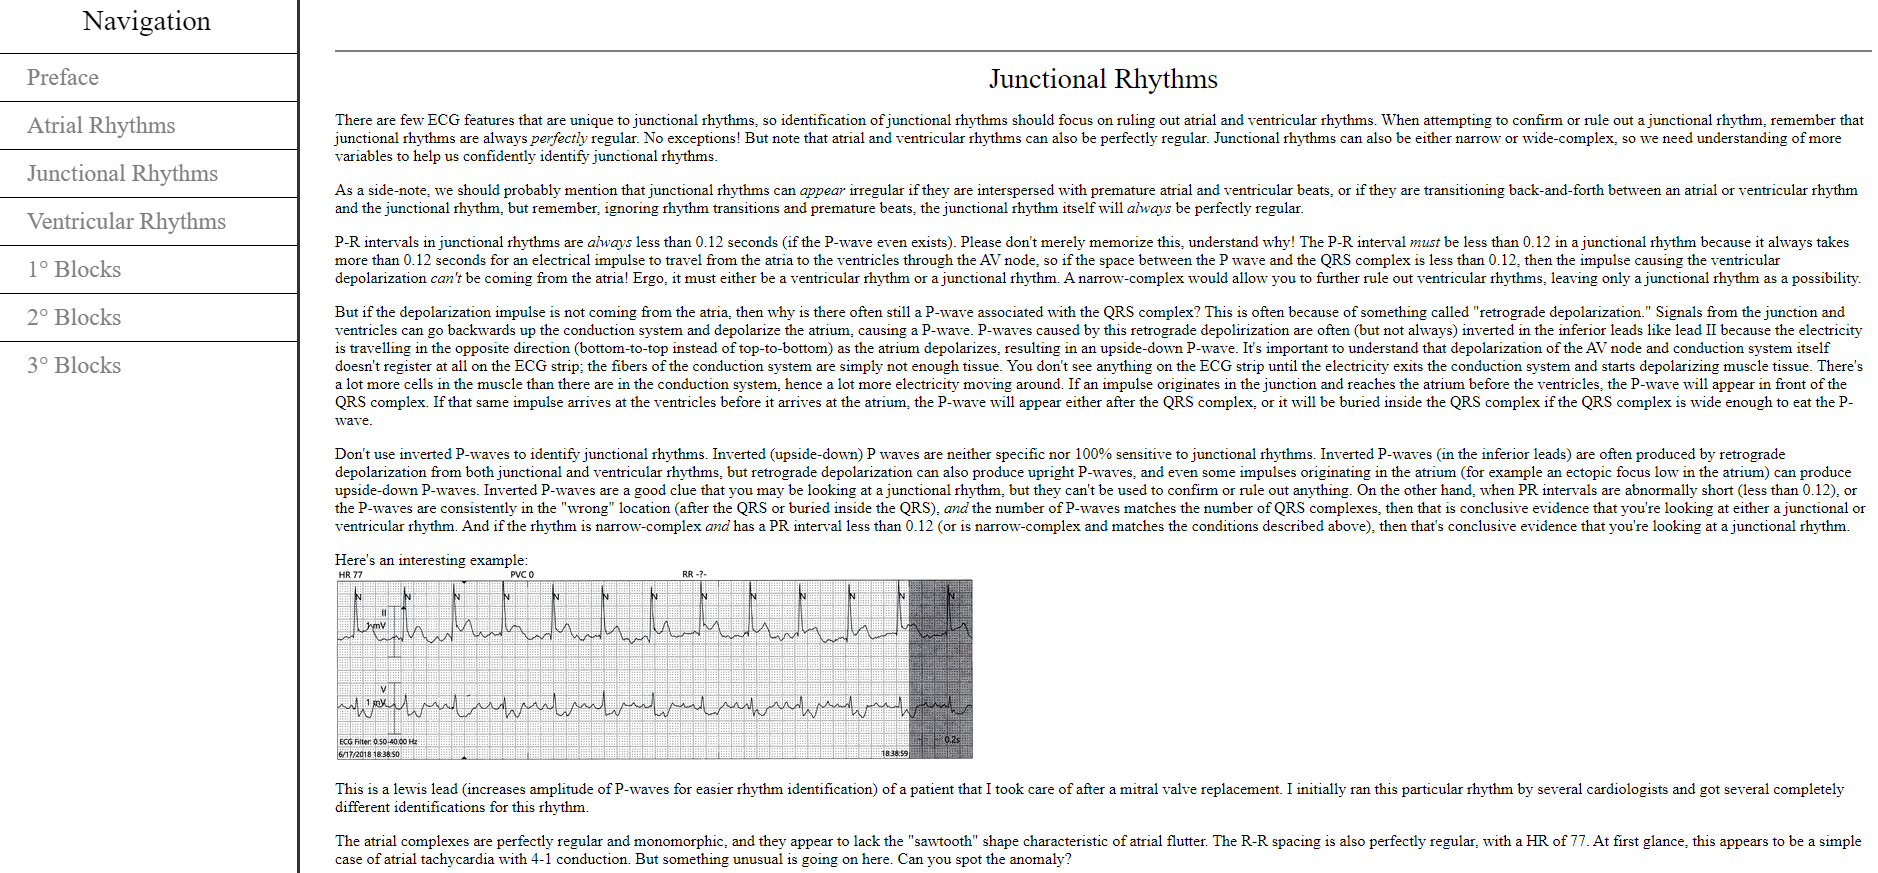 Navigation
Preface
Atrial Rhythms
Junctional Rhythms
Ventricular Rhythms
1° Blocks
2° Blocks
3° Blocks
Junctional Rhythms
There are few ECG features that are unique to junctional rhythms, so identification of junctional rhythms should focus on ruling out atrial and ventricular rhythms. When attempting to confirm or rule out a junctional rhythm, remember that
junctional rhythms are always perfectly regular. No exceptions! But note that atrial and ventricular rhythms can also be perfectly regular. Junctional rhythms can also be either narrow or wide-complex, so we need understanding of more
variables to help us confidently identify junctional rhythms.
As a side-note, we should probably mention that junctional rhythms can appear irregular if they are interspersed with premature atrial and ventricular beats, or if they are transitioning back-and-forth between an atrial or ventricular rhythm
and the junctional rhythm, but remember, ignoring rhythm transitions and premature beats, the junctional rhythm itself will always be perfectly regular.
P-R intervals in junctional rhythms are always less than 0.12 seconds (if the P-wave even exists). Please don't merely memorize this, understand why! The P-R interval must be less than 0.12 in a junctional rhythm because it always takes
more than 0.12 seconds for an electrical impulse to travel from the atria to the ventricles through the AV node, so if the space between the P wave and the QRS complex is less than 0.12, then the impulse causing the ventricular
depolarization can't be coming from the atria! Ergo, it must either be a ventricular rhythm or a junctional rhythm. A narrow-complex would allow you to further rule out ventricular rhythms, leaving only a junctional rhythm as a possibility.
But if the depolarization impulse is not coming from the atria, then why is there often still a P-wave associated with the QRS complex? This is often because of something called "retrograde depolarization." Signals from the junction and
ventricles can go backwards up the conduction system and depolarize the atrium, causing a P-wave. P-waves caused by this retrograde depolirization are often (but not always) inverted in the inferior leads like lead II because the electricity
is travelling in the opposite direction (bottom-to-top instead of top-to-bottom) as the atrium depolarizes, resulting in an upside-down P-wave. It's important to understand that depolarization of the AV node and conduction system itself
doesn't register at all on the ECG strip; the fibers of the conduction system are simply not enough tissue. You don't see anything on the ECG strip until the electricity exits the conduction system and starts depolarizing muscle tissue. There's
a lot more cells in the muscle than there are in the conduction system, hence a lot more electricity moving around. If an impulse originates in the junction and reaches the atrium before the ventricles, the P-wave will appear in front of the
QRS complex. If that same impulse arrives at the ventricles before it arrives at the atrium, the P-wave will appear either after the QRS complex, or it will be buried inside the QRS complex if the QRS complex is wide enough to eat the P-
wave.
Don't use inverted P-waves to identify junctional rhythms. Inverted (upside-down) P waves are neither specific nor 100% sensitive to junctional rhythms. Inverted P-waves (in the inferior leads) are often produced by retrograde
depolarization from both junctional and ventricular rhythms, but retrograde depolarization can also produce upright P-waves, and even some impulses originating in the atrium (for example an ectopic focus low in the atrium) can produce
upside-down P-waves. Inverted P-waves are a good clue that you may be looking at a junctional rhythm, but they can't be used to confirm or rule out anything. On the other hand, when PR intervals are abnormally short (less than 0.12), or
the P-waves are consistently in the "wrong" location (after the QRS or buried inside the QRS), and the number of P-waves matches the number of QRS complexes, then that is conclusive evidence that you're looking at either a junctional or
ventricular rhythm. And if the rhythm is narrow-complex and has a PR interval less than 0.12 (or is narrow-complex and matches the conditions described above), then that's conclusive evidence that you're looking at a junctional rhythm.
Here's an interesting example:
HR 77 PVC 0 RR -?-
N N N N N N N N N N N N N
II
1 mV
V
1 mV
ECG Filter: 0.50-40.00 Hz 0.2s
6/17/2018 18:38:50 18:38:59
This is a lewis lead (increases amplitude of P-waves for easier rhythm identification) of a patient that I took care of after a mitral valve replacement. I initially ran this particular rhythm by several cardiologists and got several completely
different identifications for this rhythm.
The atrial complexes are perfectly regular and monomorphic, and they appear to lack the "sawtooth" shape characteristic of atrial flutter. The R-R spacing is also perfectly regular, with a HR of 77. At first glance, this appears to be a simple
case of atrial tachycardia with 4-1 conduction. But something unusual is going on here. Can you spot the anomaly?